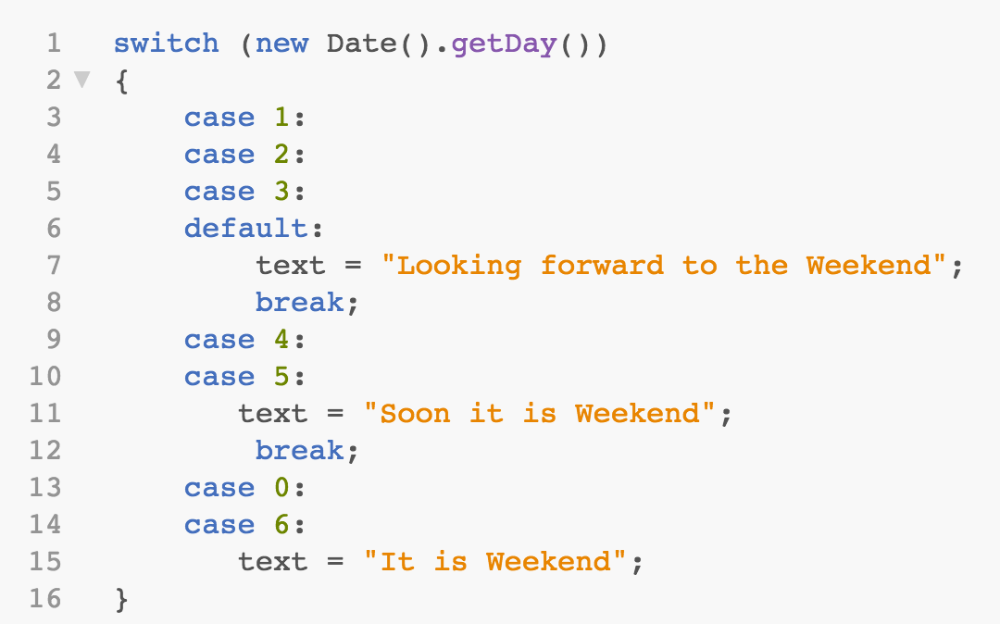 1 switch (new Date().getDay())
2 {
3 case 1:
4 case 2:
5 case 3:
6 default:
7 text = "Looking forward to the Weekend";
8 break;
9 case 4:
10 case 5:
11 text = "Soon it is Weekend";
12 break;
13 case 0:
14 case 6:
15 text = "It is Weekend";
16 }